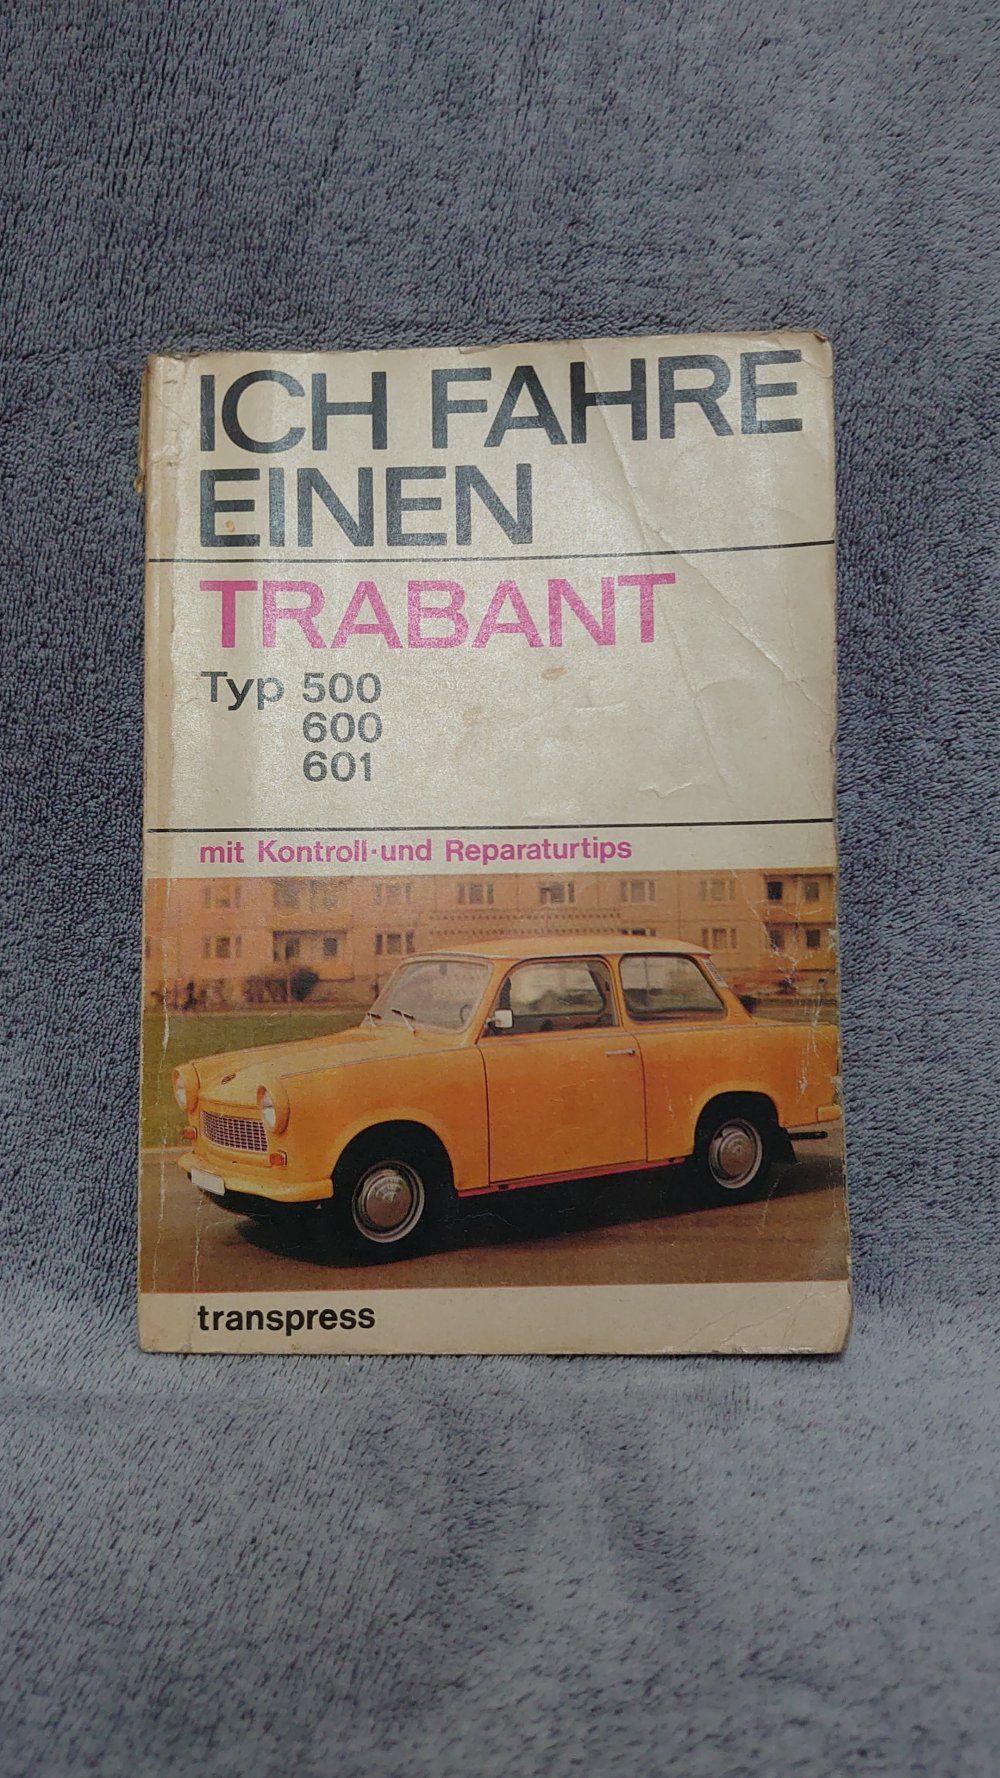 ICH FAHRE
EINEN
TRABANT
Typ 500
600
601
mit Kontroll-und Reparaturtips
transpress